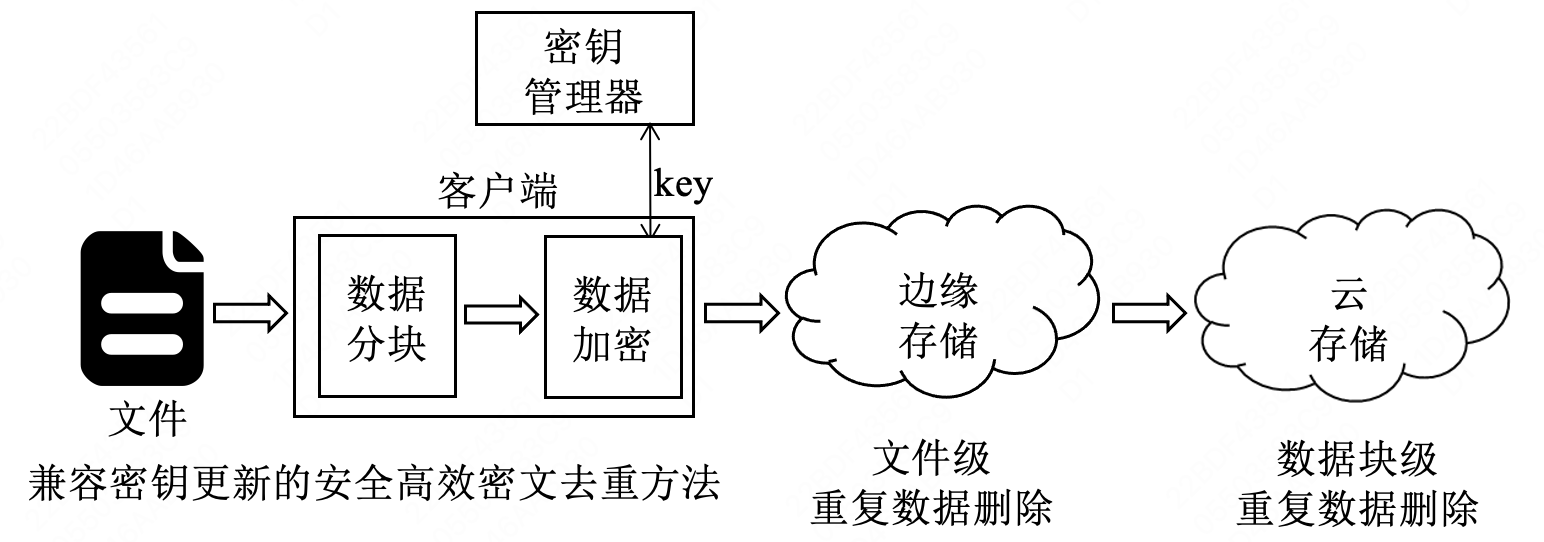 密钥
管理器
客户端
key
数据
分块
数据
加密
边缘
存储
云
存储
文件
文件级
重复数据删除
数据块级
重复数据删除
兼容密钥更新的安全高效密文去重方法